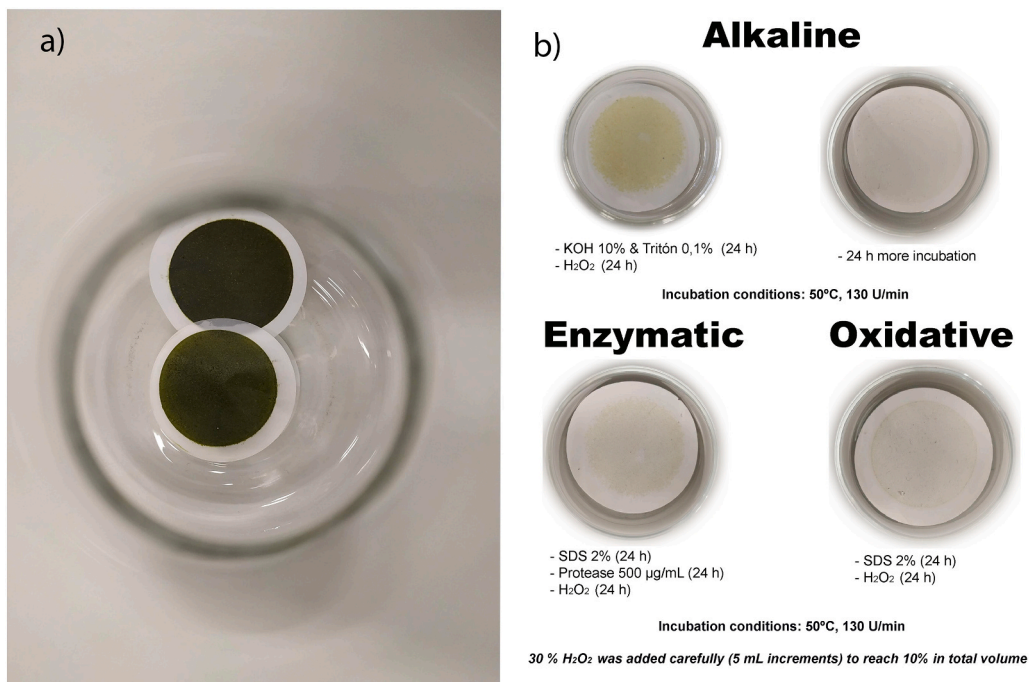 a)
b)
Alkaline
- KOH 10% & Tritón 0,1% (24 h)
- H₂O₂ (24 h)
- 24 h more incubation
Incubation conditions: 50ºC, 130 U/min
Enzymatic
Oxidative
- SDS 2% (24 h)
- Protease 500 µg/mL (24 h)
- H₂O₂ (24 h)
- SDS 2% (24 h)
- H₂O₂ (24 h)
Incubation conditions: 50ºC, 130 U/min
30 % H₂O₂ was added carefully (5 mL increments) to reach 10% in total volume